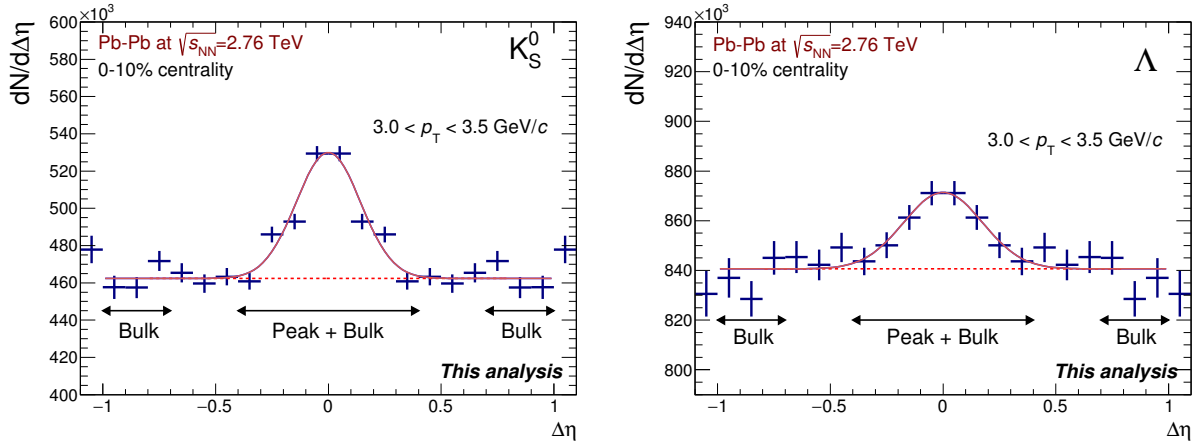 ×10³
600
580
560
540
520
500
480
460
440
420
400
dN/dΔη
Pb-Pb at √s_NN=2.76 TeV
0-10% centrality
K⁰_S
3.0 < p_T < 3.5 GeV/c
Bulk
Peak + Bulk
Bulk
This analysis
−1
−0.5
0
0.5
1
Δη
×10³
940
920
900
880
860
840
820
800
dN/dΔη
Pb-Pb at √s_NN=2.76 TeV
0-10% centrality
Λ
3.0 < p_T < 3.5 GeV/c
Bulk
Peak + Bulk
Bulk
This analysis
−1
−0.5
0
0.5
1
Δη